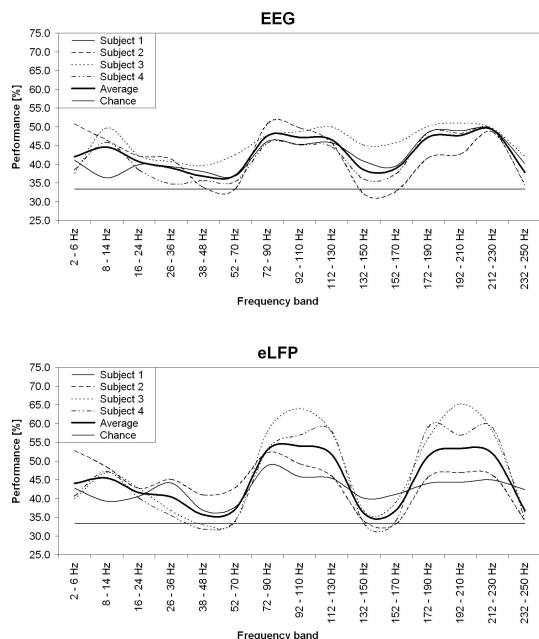 EEG
75.0
70.0
65.0
60.0
55.0
50.0
45.0
40.0
35.0
30.0
25.0
20.0
Performance [%]
Subject 1
Subject 2
Subject 3
Subject 4
Average
Chance
2 - 6 Hz
8 - 14 Hz
16 - 24 Hz
26 - 36 Hz
38 - 48 Hz
52 - 70 Hz
72 - 90 Hz
92 - 110 Hz
112 - 130 Hz
132 - 150 Hz
152 - 170 Hz
172 - 190 Hz
192 - 210 Hz
212 - 230 Hz
232 - 250 Hz
Frequency band
eLFP
75.0
70.0
65.0
60.0
55.0
50.0
45.0
40.0
35.0
30.0
25.0
Performance [%]
Subject 1
Subject 2
Subject 3
Subject 4
Average
Chance
2 - 6 Hz
8 - 14 Hz
16 - 24 Hz
26 - 36 Hz
38 - 48 Hz
52 - 70 Hz
72 - 90 Hz
92 - 110 Hz
112 - 130 Hz
132 - 150 Hz
152 - 170 Hz
172 - 190 Hz
192 - 210 Hz
212 - 230 Hz
232 - 250 Hz
Frequency band